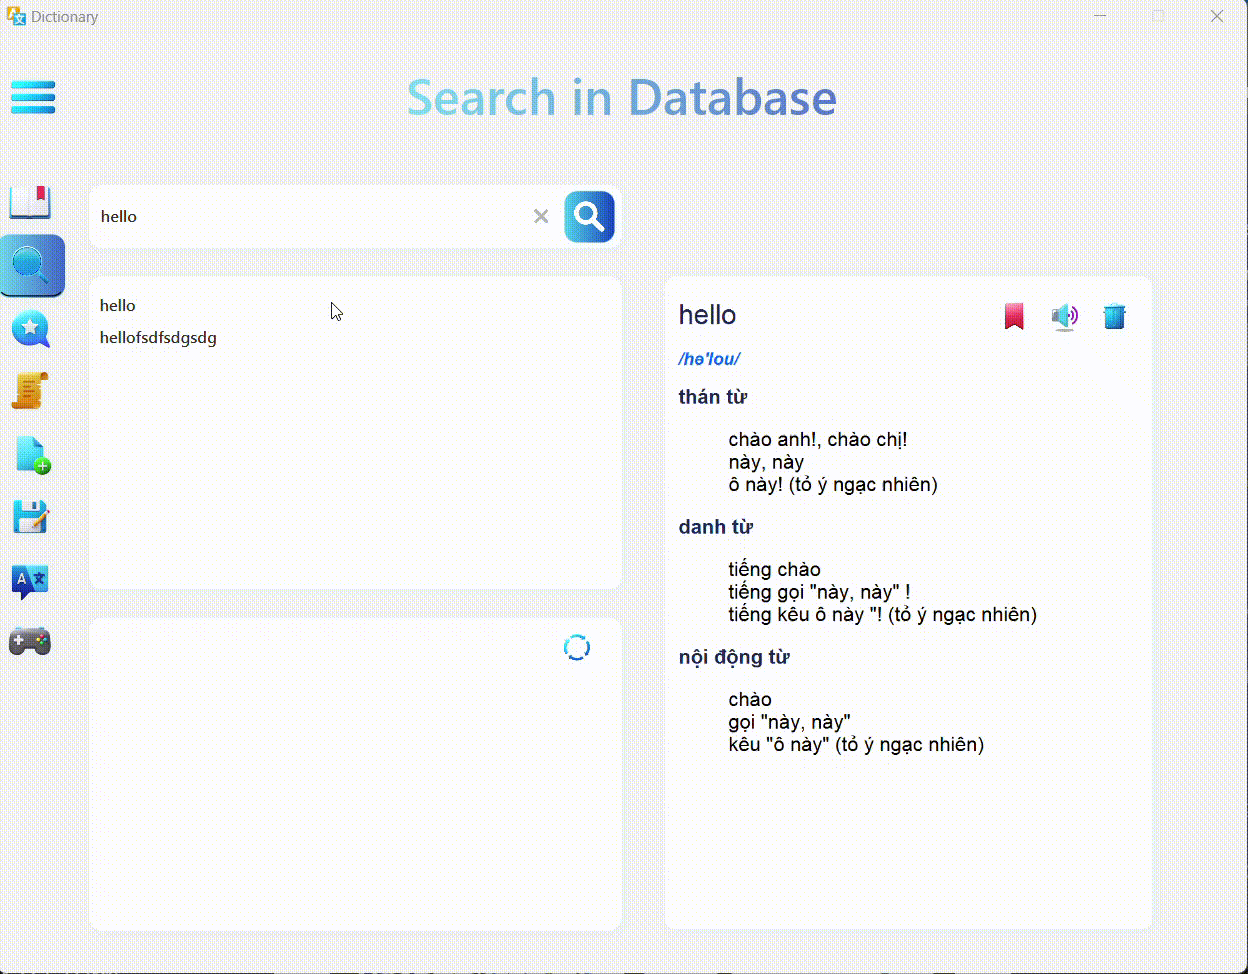 Dictionary
Search in Database
hello
hello
hellofsdfsdgsdg
hello
/hə'lou/
thán từ
chào anh!, chào chị!
này, này
ô này! (tỏ ý ngạc nhiên)
danh từ
tiếng chào
tiếng gọi "này, này" !
tiếng kêu ô này "! (tỏ ý ngạc nhiên)
nội động từ
chào
gọi "này, này"
kêu "ô này" (tỏ ý ngạc nhiên)